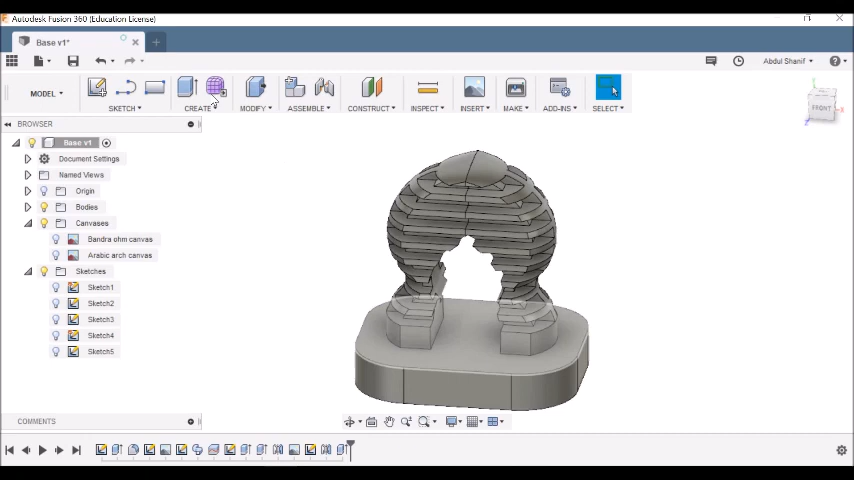 Autodesk Fusion 360 (Education License)
Base v1*
Abdul Shanif
MODEL
SKETCH
CREATE
MODIFY
ASSEMBLE
CONSTRUCT
INSPECT
INSERT
MAKE
ADD-INS
SELECT
FRONT
BROWSER
Base v1
Document Settings
Named Views
Origin
Bodies
Canvases
Bandra ohm canvas
Arabic arch canvas
Sketches
Sketch1
Sketch2
Sketch3
Sketch4
Sketch5
COMMENTS